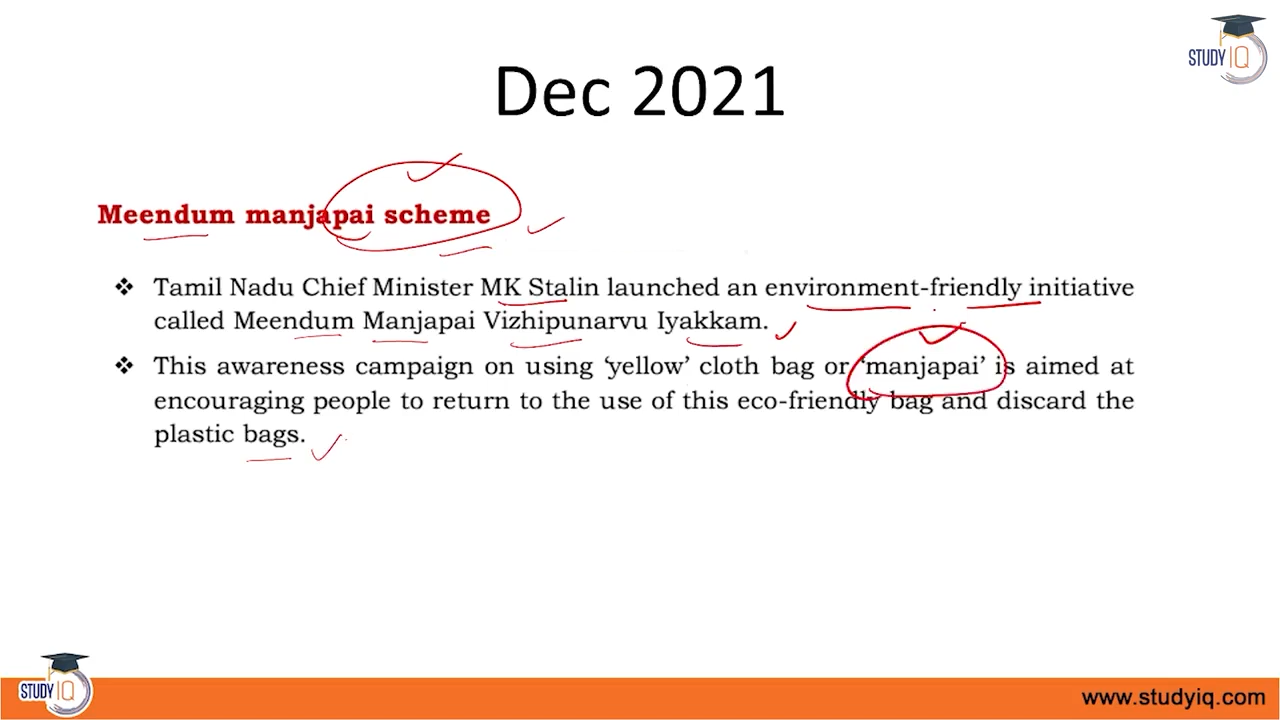 STUDY IQ
Dec 2021
Meendum manjapai scheme
❖ Tamil Nadu Chief Minister MK Stalin launched an environment-friendly initiative
called Meendum Manjapai Vizhipunarvu Iyakkam.
❖ This awareness campaign on using ‘yellow’ cloth bag or ‘manjapai’ is aimed at
encouraging people to return to the use of this eco-friendly bag and discard the
plastic bags.
STUDY IQ
www.studyiq.com